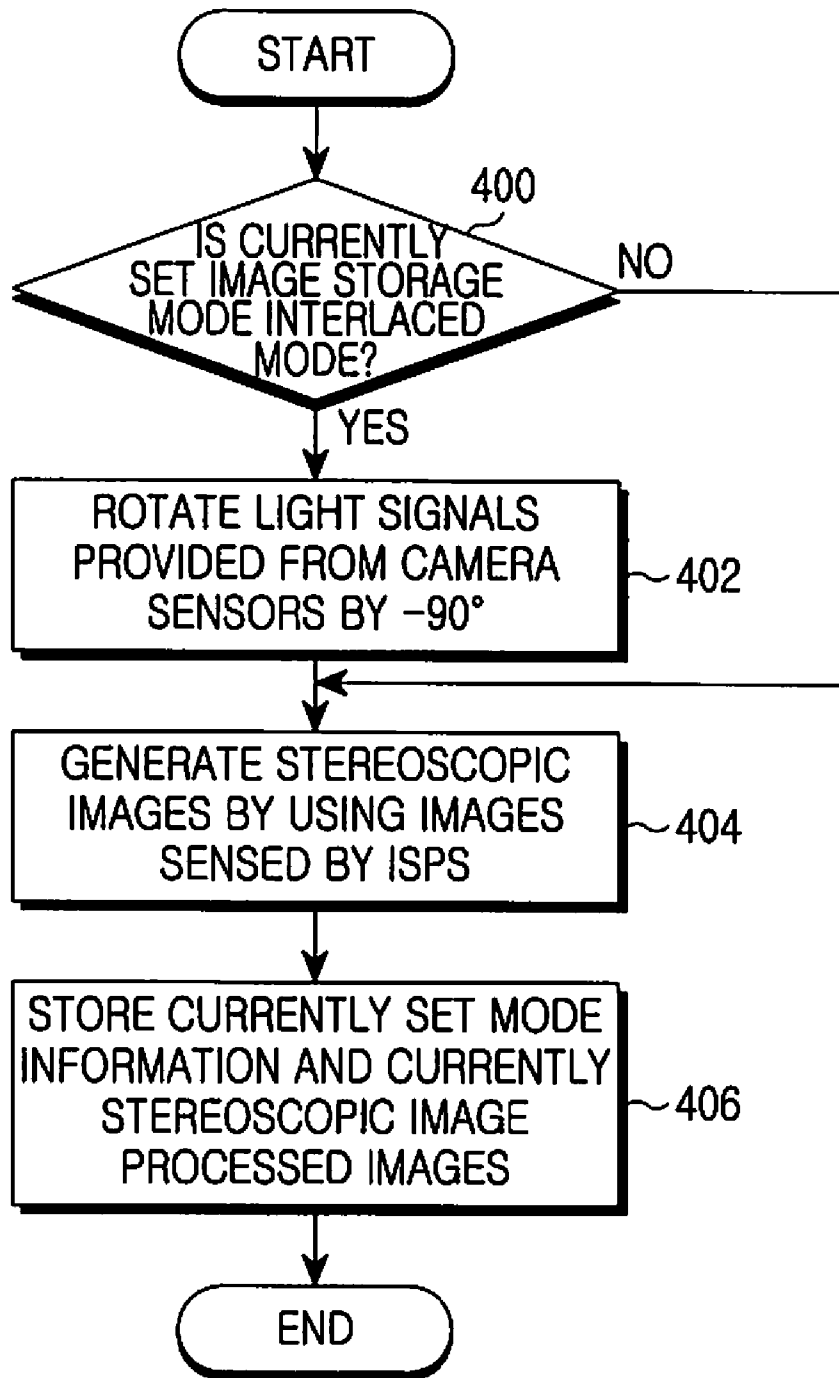 START
400
IS CURRENTLY
SET IMAGE STORAGE
MODE INTERLACED
MODE?
NO
YES
ROTATE LIGHT SIGNALS
PROVIDED FROM CAMERA
SENSORS BY −90°
402
GENERATE STEREOSCOPIC
IMAGES BY USING IMAGES
SENSED BY ISPS
404
STORE CURRENTLY SET MODE
INFORMATION AND CURRENTLY
STEREOSCOPIC IMAGE
PROCESSED IMAGES
406
END